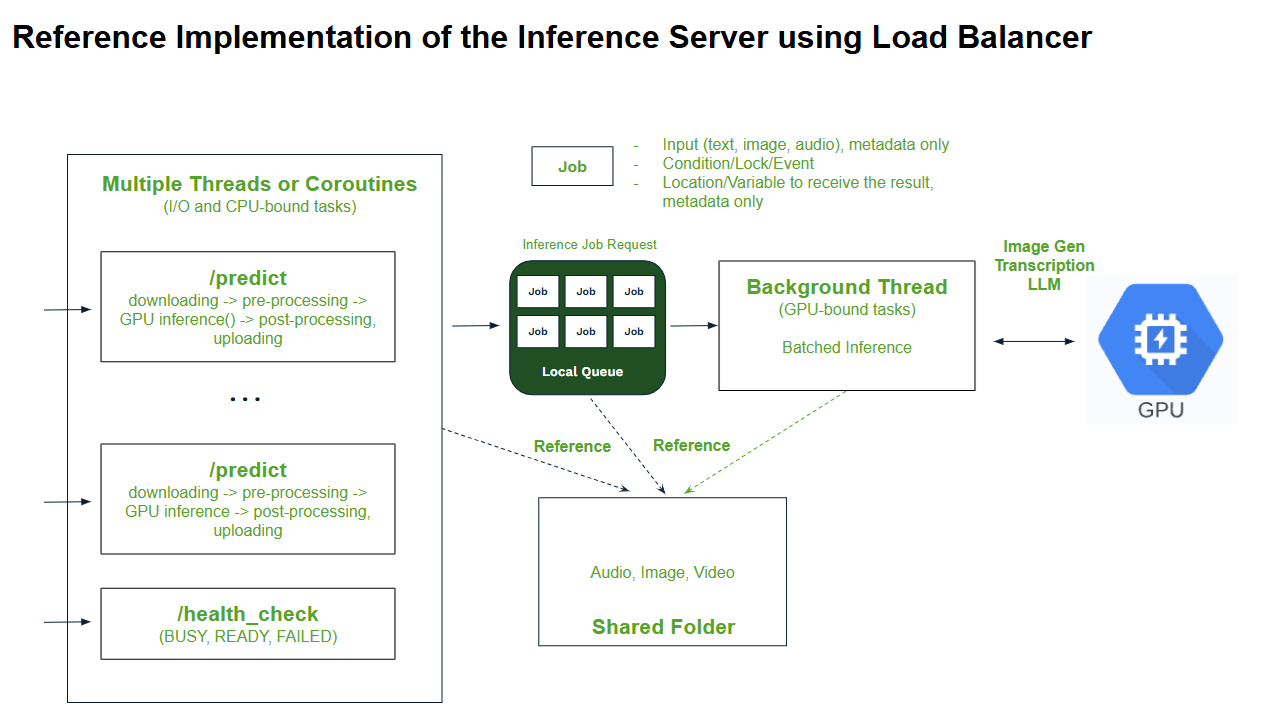 Reference Implementation of the Inference Server using Load Balancer
Multiple Threads or Coroutines
(I/O and CPU-bound tasks)
/predict
downloading -> pre-processing ->
GPU inference() -> post-processing,
uploading
...
/predict
downloading -> pre-processing ->
GPU inference -> post-processing,
uploading
/health_check
(BUSY, READY, FAILED)
Job
- Input (text, image, audio), metadata only
- Condition/Lock/Event
- Location/Variable to receive the result,
metadata only
Inference Job Request
Job Job Job
Job Job Job
Local Queue
Background Thread
(GPU-bound tasks)
Batched Inference
Image Gen
Transcription
LLM
GPU
Reference
Reference
Audio, Image, Video
Shared Folder